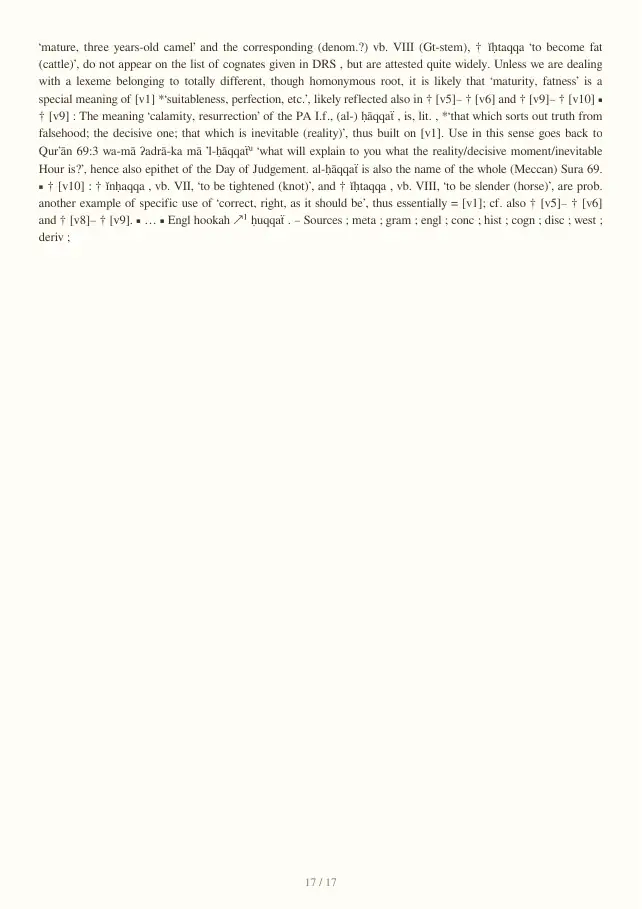 ‘mature, three years-old camel’ and the corresponding (denom.?) vb. VIII (Gt-stem), † ĭḥtaqqa ‘to become fat
(cattle)’, do not appear on the list of cognates given in DRS , but are attested quite widely. Unless we are dealing
with a lexeme belonging to totally different, though homonymous root, it is likely that ‘maturity, fatness’ is a
special meaning of [v1] *‘suitableness, perfection, etc.’, likely reflected also in † [v5]– † [v6] and † [v9]– † [v10] ▪
† [v9] : The meaning ‘calamity, resurrection’ of the PA I.f., (al-) ḥāqqaẗ , is, lit. , *‘that which sorts out truth from
falsehood; the decisive one; that which is inevitable (reality)’, thus built on [v1]. Use in this sense goes back to
Qurʾān 69:3 wa-mā ʔadrā-ka mā ’l-ḥāqqaẗᵘ ‘what will explain to you what the reality/decisive moment/inevitable
Hour is?’, hence also epithet of the Day of Judgement. al-ḥāqqaẗ is also the name of the whole (Meccan) Sura 69.
▪ † [v10] : † ĭnḥaqqa , vb. VII, ‘to be tightened (knot)’, and † ĭḥtaqqa , vb. VIII, ‘to be slender (horse)’, are prob.
another example of specific use of ‘correct, right, as it should be’, thus essentially = [v1]; cf. also † [v5]– † [v6]
and † [v8]– † [v9]. ▪ … ▪ Engl hookah ↗¹ ḥuqqaẗ . – Sources ; meta ; gram ; engl ; conc ; hist ; cogn ; disc ; west ;
deriv ;
17 / 17